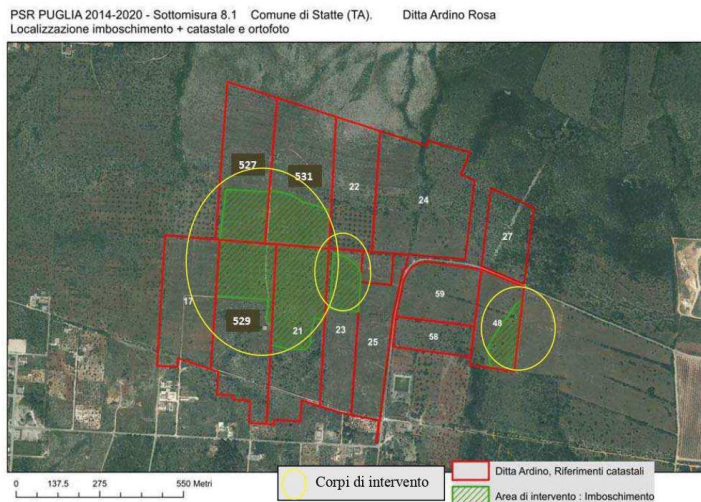 PSR PUGLIA 2014-2020 - Sottomisura 8.1 Comune di Statte (TA). Ditta Ardino Rosa
Localizzazione imboschimento + catastale e ortofoto
527
531
22
24
27
17
529
21
23
25
59
58
48
0 137.5 275 550 Metri
Corpi di intervento
Ditta Ardino, Riferimenti catastali
Area di intervento : Imboschimento